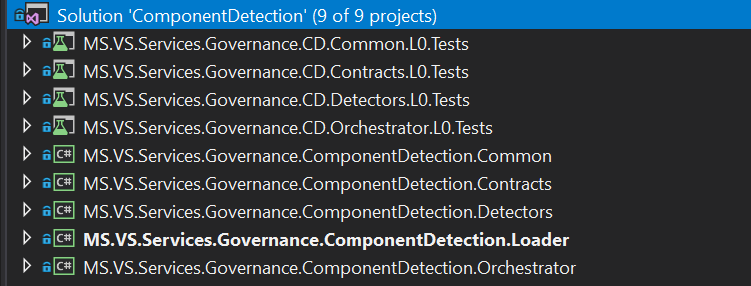 Solution 'ComponentDetection' (9 of 9 projects)
MS.VS.Services.Governance.CD.Common.L0.Tests
MS.VS.Services.Governance.CD.Contracts.L0.Tests
MS.VS.Services.Governance.CD.Detectors.L0.Tests
MS.VS.Services.Governance.CD.Orchestrator.L0.Tests
C# MS.VS.Services.Governance.ComponentDetection.Common
C# MS.VS.Services.Governance.ComponentDetection.Contracts
C# MS.VS.Services.Governance.ComponentDetection.Detectors
C# MS.VS.Services.Governance.ComponentDetection.Loader
C# MS.VS.Services.Governance.ComponentDetection.Orchestrator